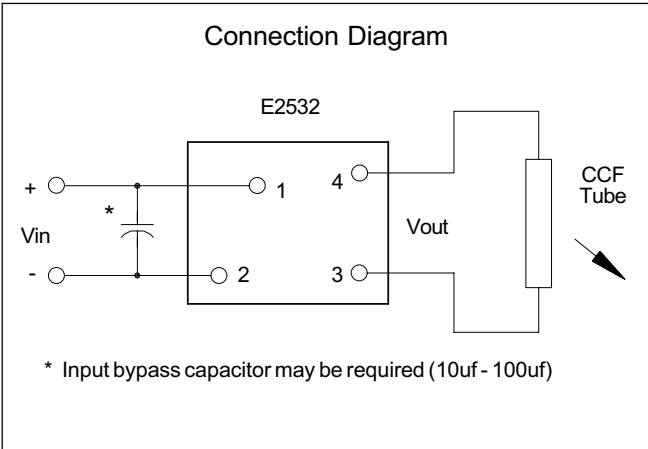 Connection Diagram
E2532
+
1
4
CCF
Tube
*
Vin
Vout
-
2
3
* Input bypass capacitor may be required (10uf - 100uf)